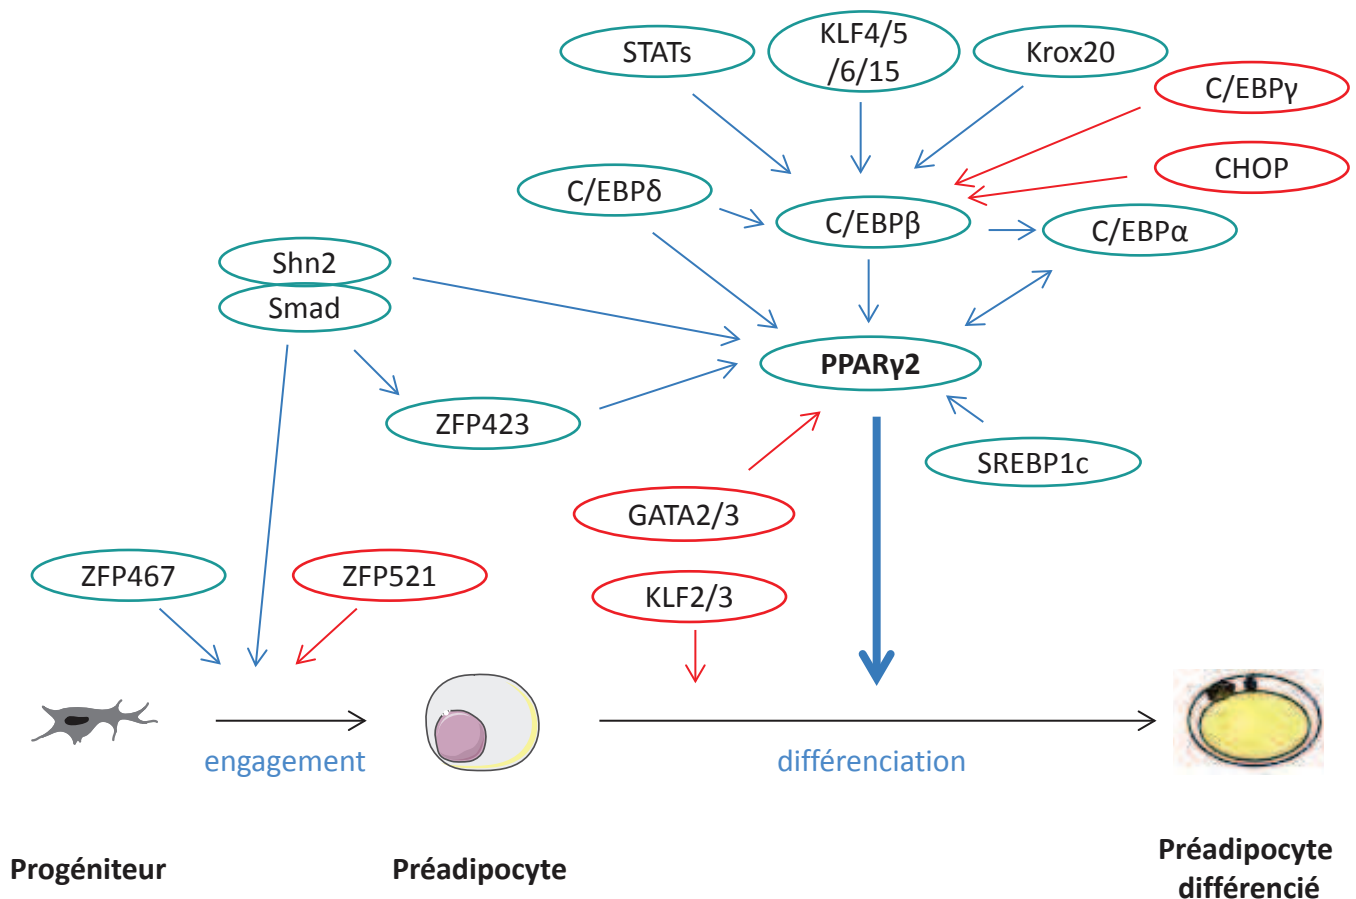 STATs
KLF4/5
/6/15
Krox20
C/EBPγ
CHOP
C/EBPδ
C/EBPβ
C/EBPα
Shn2
Smad
PPARγ2
ZFP423
SREBP1c
GATA2/3
ZFP467
ZFP521
KLF2/3
engagement
différenciation
Progéniteur
Préadipocyte
Préadipocyte
différencié